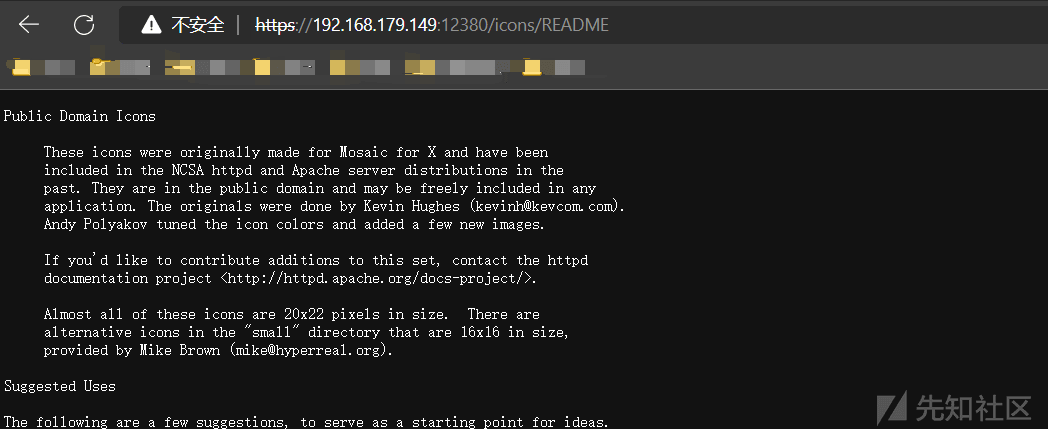 不安全 | https://192.168.179.149:12380/icons/README
Public Domain Icons
These icons were originally made for Mosaic for X and have been
included in the NCSA httpd and Apache server distributions in the
past. They are in the public domain and may be freely included in any
application. The originals were done by Kevin Hughes (kevinh@kevcom.com).
Andy Polyakov tuned the icon colors and added a few new images.
If you'd like to contribute additions to this set, contact the httpd
documentation project <http://httpd.apache.org/docs-project/>.
Almost all of these icons are 20x22 pixels in size.  There are
alternative icons in the "small" directory that are 16x16 in size,
provided by Mike Brown (mike@hyperreal.org).
Suggested Uses
The following are a few suggestions, to serve as a starting point for ideas.
先知社区